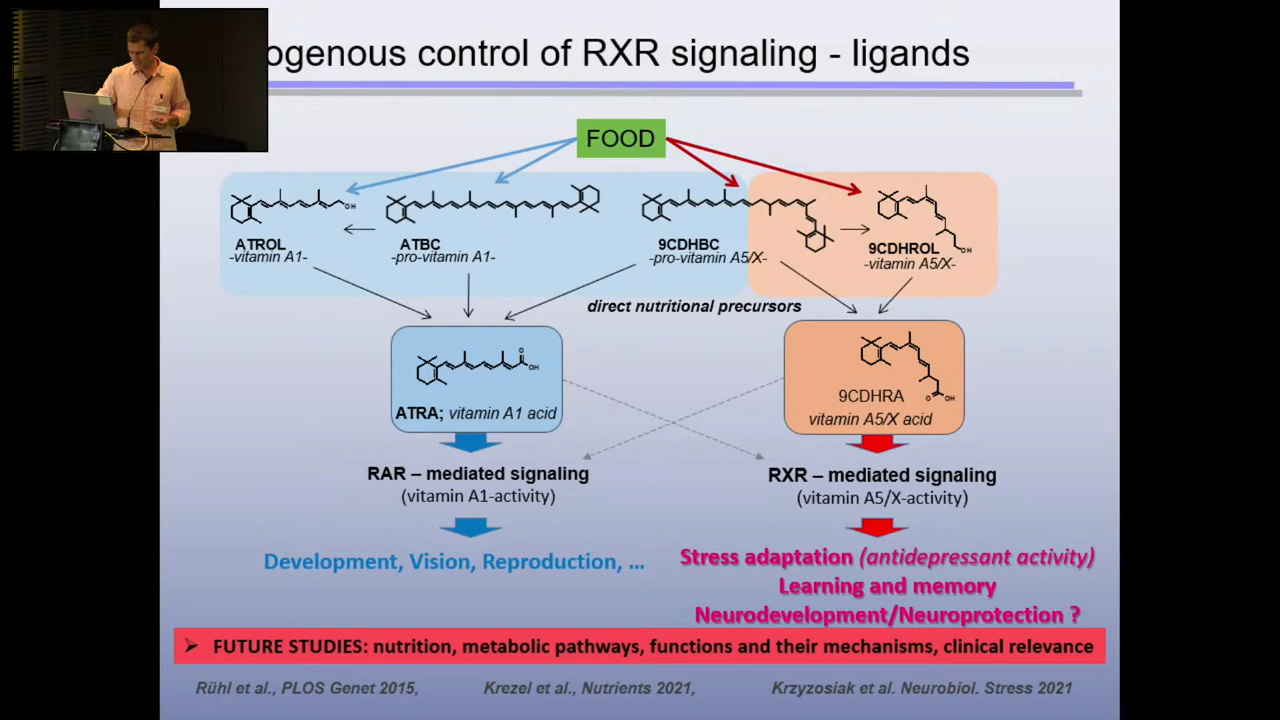 ogenous control of RXR signaling - ligands
FOOD
OH
ATROL
-vitamin A1-
ATBC
-pro-vitamin A1-
9CDHBC
-pro-vitamin A5/X-
OH
9CDHROL
-vitamin A5/X-
direct nutritional precursors
O
OH
ATRA; vitamin A1 acid
O
OH
9CDHRA
vitamin A5/X acid
RAR – mediated signaling
(vitamin A1-activity)
RXR – mediated signaling
(vitamin A5/X-activity)
Development, Vision, Reproduction, ...
Stress adaptation (antidepressant activity)
Learning and memory
Neurodevelopment/Neuroprotection ?
➢ FUTURE STUDIES: nutrition, metabolic pathways, functions and their mechanisms, clinical relevance
Rühl et al., PLOS Genet 2015, Krezel et al., Nutrients 2021, Krzyzosiak et al. Neurobiol. Stress 2021